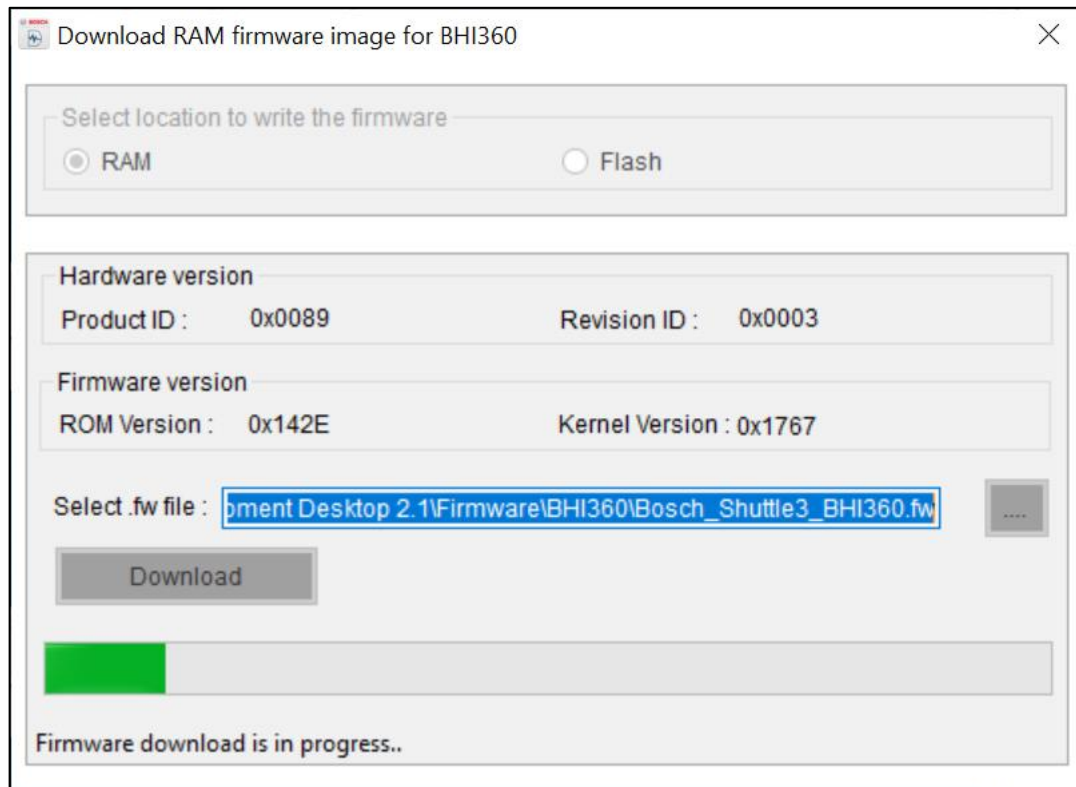 BOSCH
Download RAM firmware image for BHI360
Select location to write the firmware
RAM Flash
Hardware version
Product ID : 0x0089 Revision ID : 0x0003
Firmware version
ROM Version : 0x142E Kernel Version : 0x1767
Select .fw file : pment Desktop 2.1\Firmware\BHI360\Bosch_Shuttle3_BHI360.fw ....
Download
Firmware download is in progress..